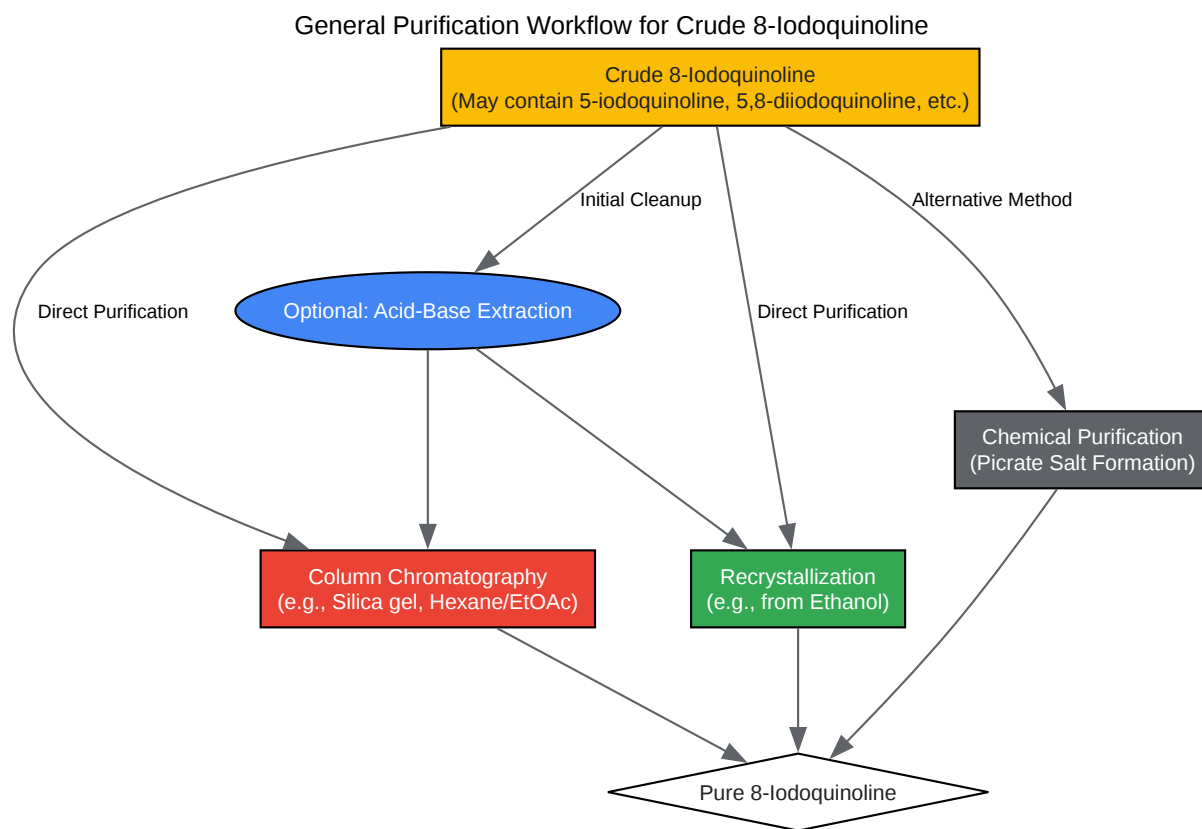 General Purification Workflow for Crude 8-Iodoquinoline
Crude 8-Iodoquinoline
(May contain 5-iodoquinoline, 5,8-diiodoquinoline, etc.)
Initial Cleanup
Alternative Method
Direct Purification
Optional: Acid-Base Extraction
Direct Purification
Chemical Purification
(Picrate Salt Formation)
Column Chromatography
(e.g., Silica gel, Hexane/EtOAc)
Recrystallization
(e.g., from Ethanol)
Pure 8-Iodoquinoline